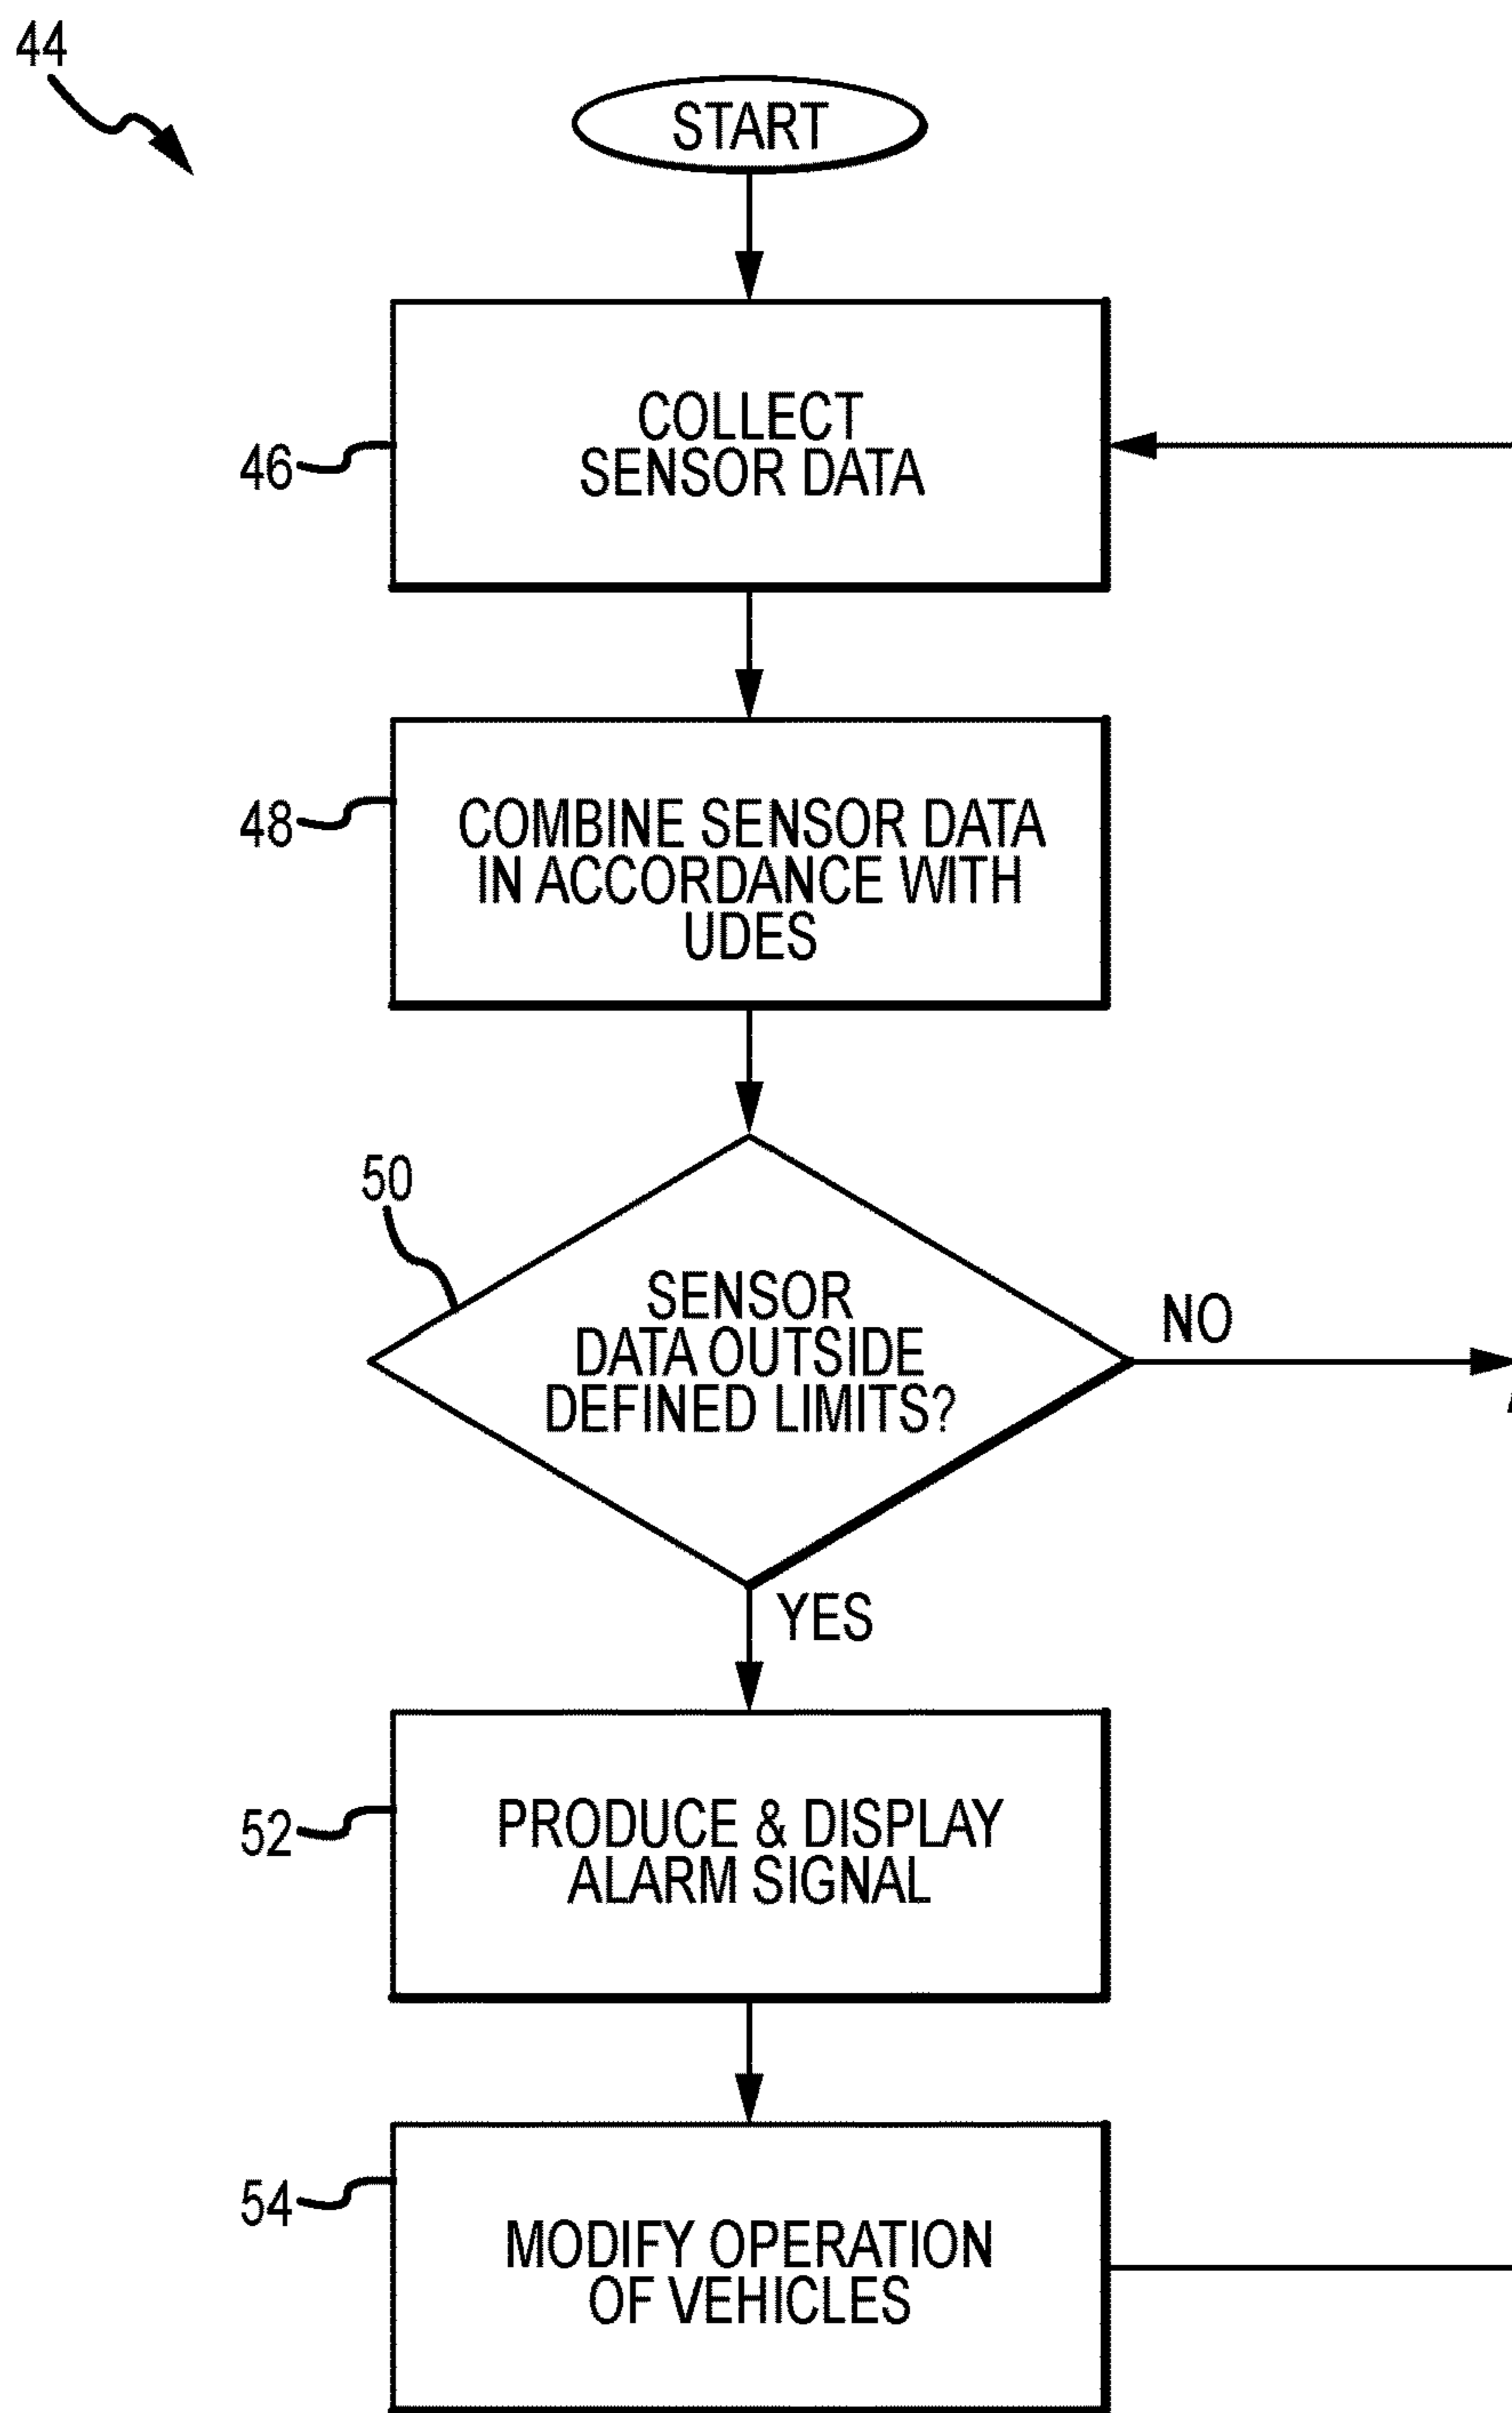 44
START
COLLECT
SENSOR DATA
46
COMBINE SENSOR DATA
IN ACCORDANCE WITH
UDES
48
50
SENSOR
DATA OUTSIDE
DEFINED LIMITS?
NO
YES
PRODUCE & DISPLAY
ALARM SIGNAL
52
MODIFY OPERATION
OF VEHICLES
54